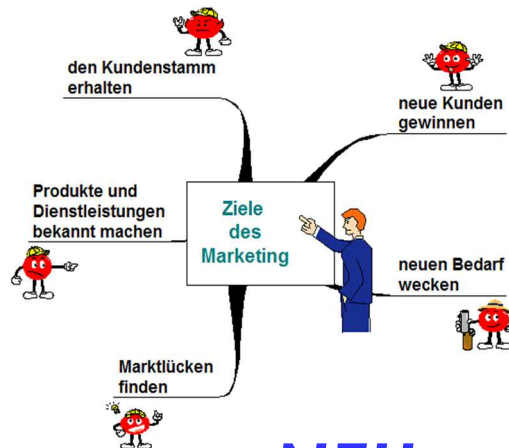 den Kundenstamm
erhalten
neue Kunden
gewinnen
Produkte und
Dienstleistungen
bekannt machen
Ziele
des
Marketing
neuen Bedarf
wecken
Marktlücken
finden